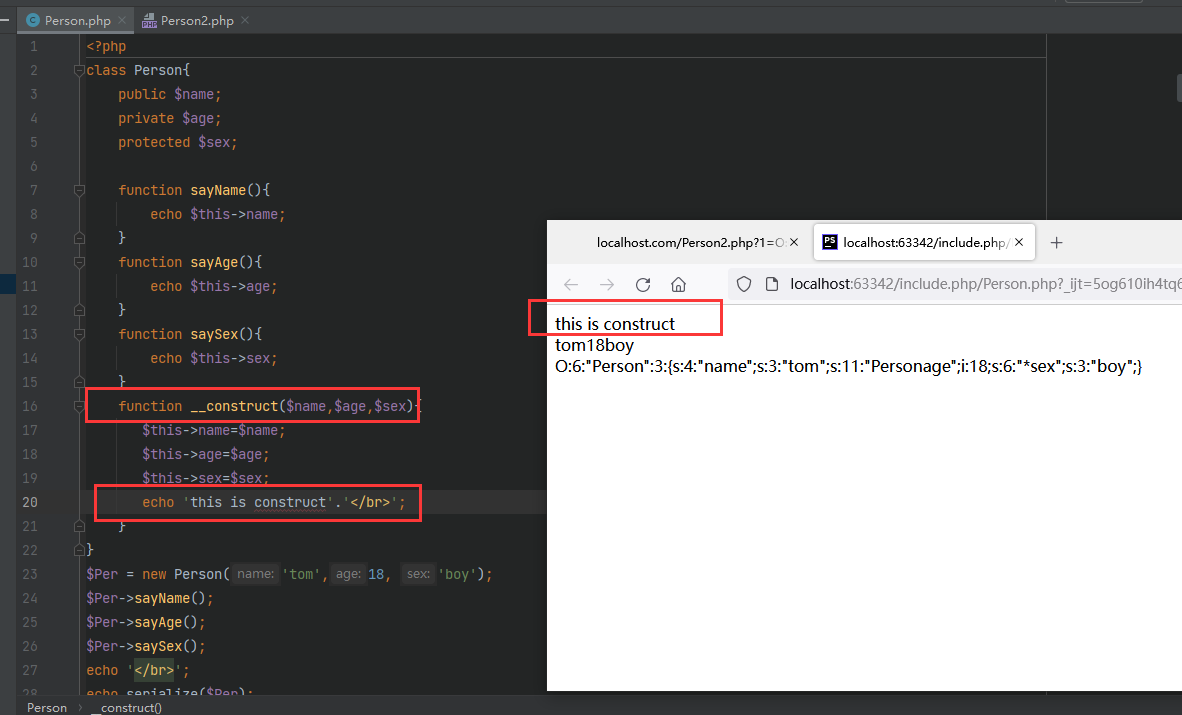 Person.php
Person2.php
1 <?php
2 class Person{
3 public $name;
4 private $age;
5 protected $sex;
6
7 function sayName(){
8 echo $this->name;
9 }
10 function sayAge(){
11 echo $this->age;
12 }
13 function saySex(){
14 echo $this->sex;
15 }
16 function __construct($name,$age,$sex){
17 $this->name=$name;
18 $this->age=$age;
19 $this->sex=$sex;
20 echo 'this is construct'.'</br>';
21 }
22 }
23 $Per = new Person( name: 'tom', age: 18, sex: 'boy');
24 $Per->sayName();
25 $Per->sayAge();
26 $Per->saySex();
27 echo '</br>';
28 echo serialize($Per);
Person › __construct()
localhost.com/Person2.php?1=O:
localhost:63342/include.php/
localhost:63342/include.php/Person.php?_ijt=5og610ih4tq6
this is construct
tom18boy
O:6:"Person":3:{s:4:"name";s:3:"tom";s:11:"Personage";i:18;s:6:"*sex";s:3:"boy";}